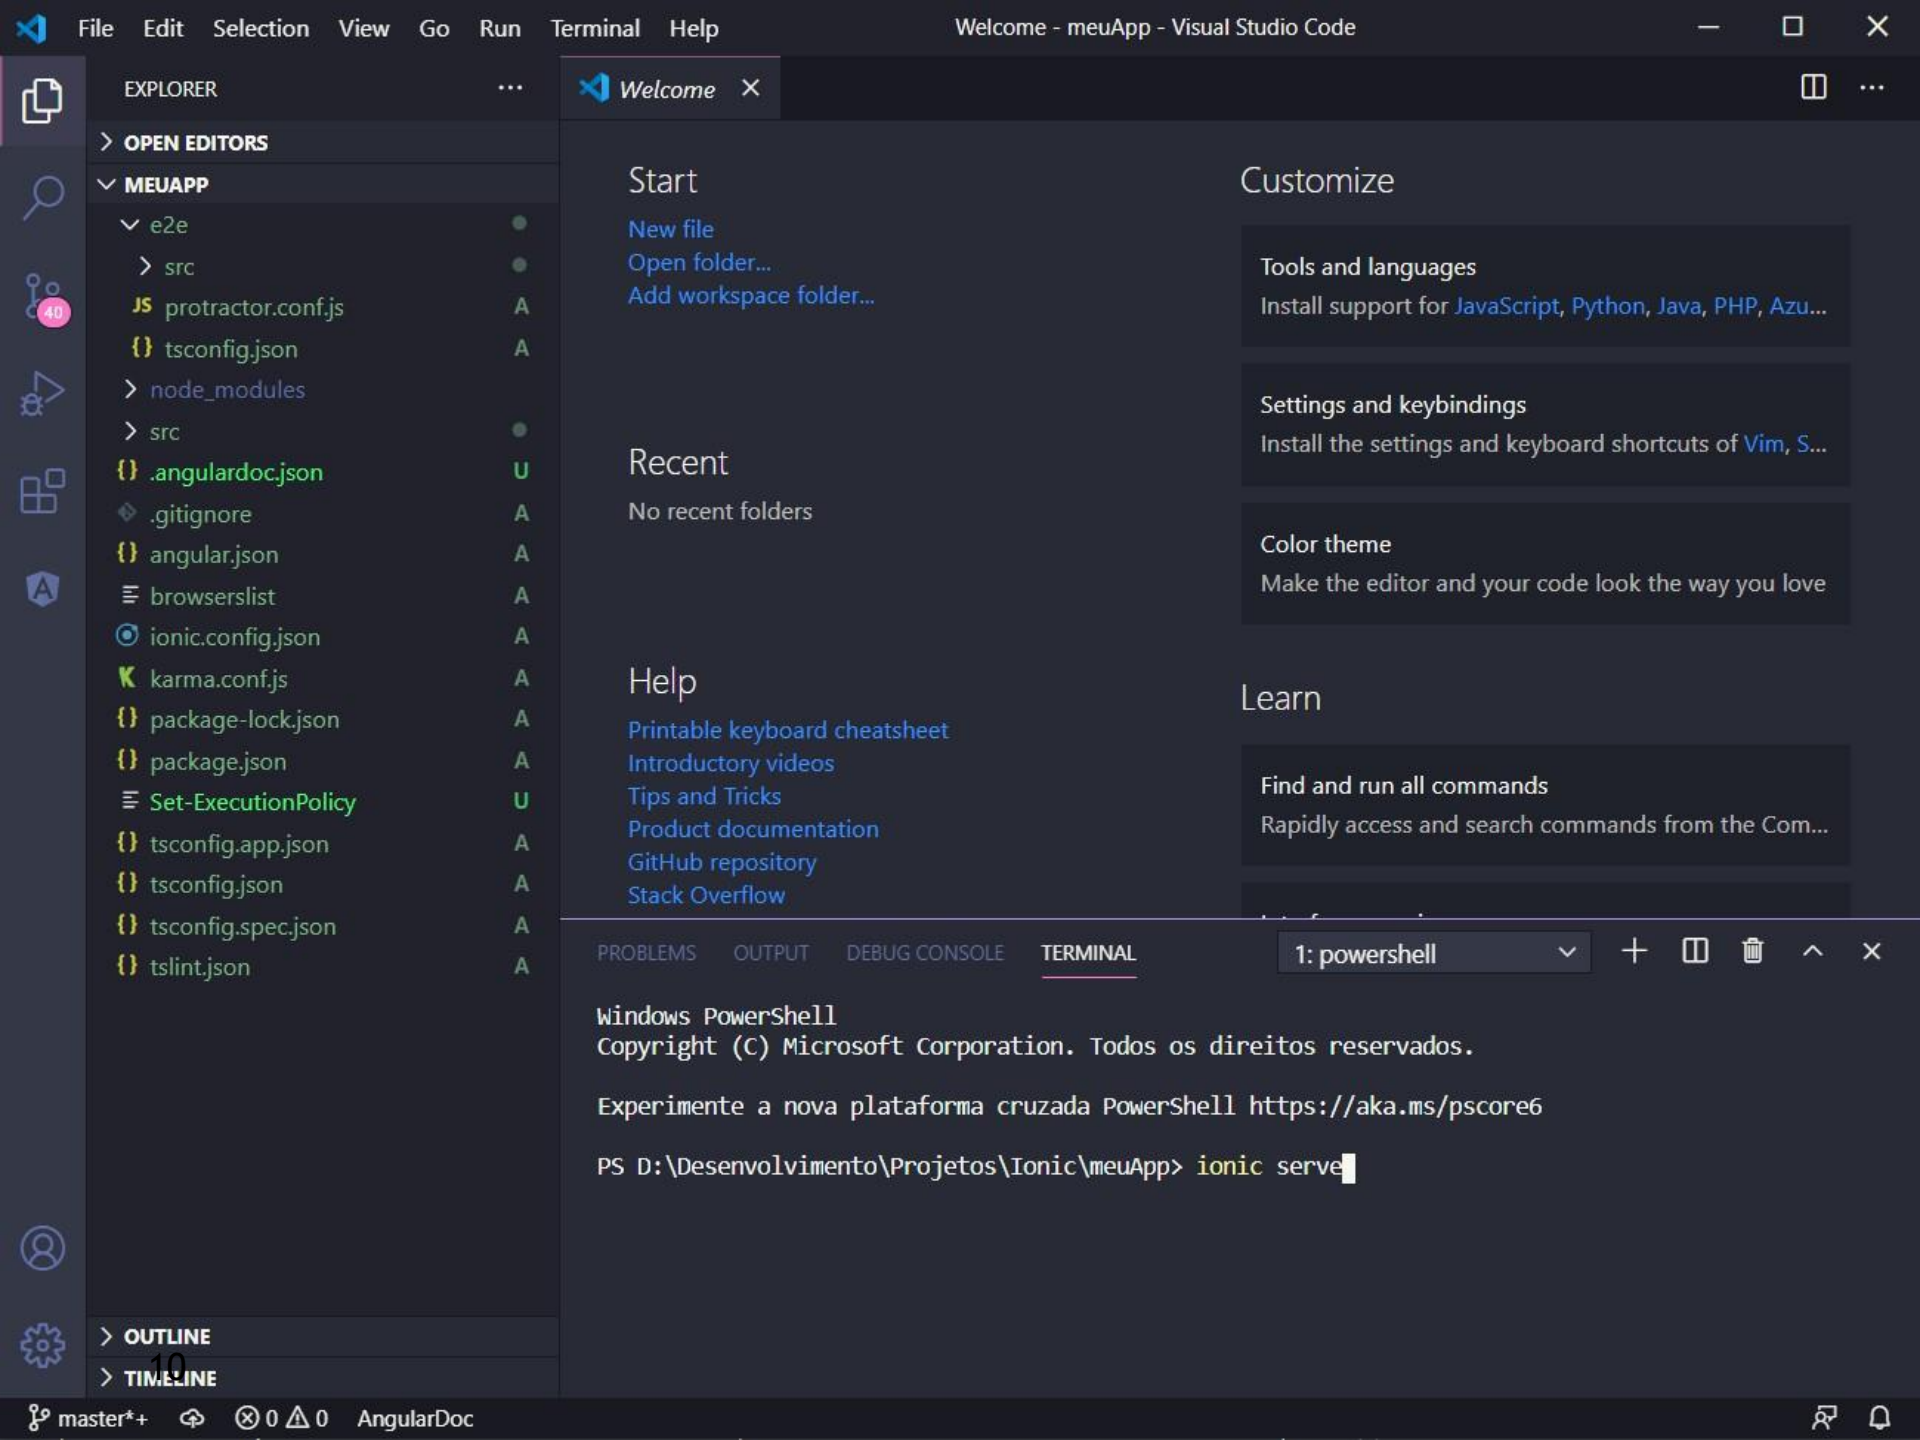 File Edit Selection View Go Run Terminal Help
Welcome - meuApp - Visual Studio Code
EXPLORER
OPEN EDITORS
MEUAPP
e2e
src
JS protractor.conf.js A
{} tsconfig.json A
node_modules
src
{} .angulardoc.json U
.gitignore A
{} angular.json A
browserslist A
ionic.config.json A
K karma.conf.js A
{} package-lock.json A
{} package.json A
Set-ExecutionPolicy U
{} tsconfig.app.json A
{} tsconfig.json A
{} tsconfig.spec.json A
{} tslint.json A
OUTLINE
10
TIMELINE
40
Welcome
Start
New file
Open folder...
Add workspace folder...
Recent
No recent folders
Help
Printable keyboard cheatsheet
Introductory videos
Tips and Tricks
Product documentation
GitHub repository
Stack Overflow
Customize
Tools and languages
Install support for JavaScript, Python, Java, PHP, Azu...
Settings and keybindings
Install the settings and keyboard shortcuts of Vim, S...
Color theme
Make the editor and your code look the way you love
Learn
Find and run all commands
Rapidly access and search commands from the Com...
PROBLEMS OUTPUT DEBUG CONSOLE TERMINAL 1: powershell
Windows PowerShell
Copyright (C) Microsoft Corporation. Todos os direitos reservados.
Experimente a nova plataforma cruzada PowerShell https://aka.ms/pscore6
PS D:\Desenvolvimento\Projetos\Ionic\meuApp> ionic serve
master*+ 0 0 AngularDoc